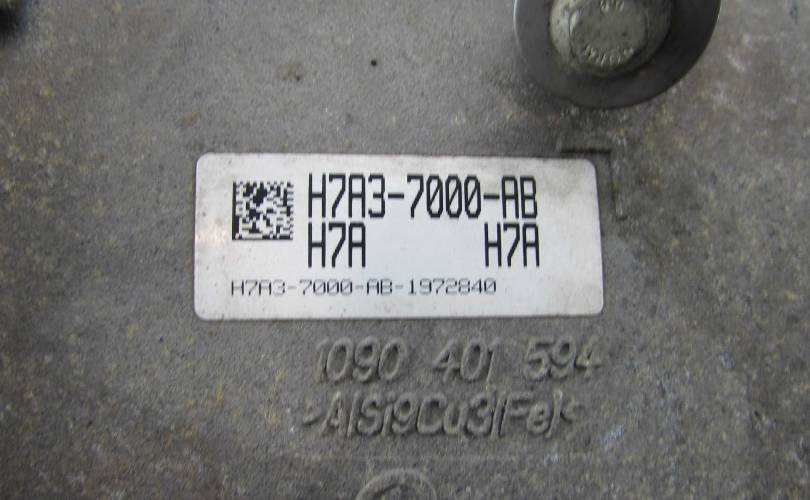 H7A3-7000-AB
H7A H7A
H7A3-7000-AB-1972840
1090 401 594
>AlSi9Cu3(Fe)<